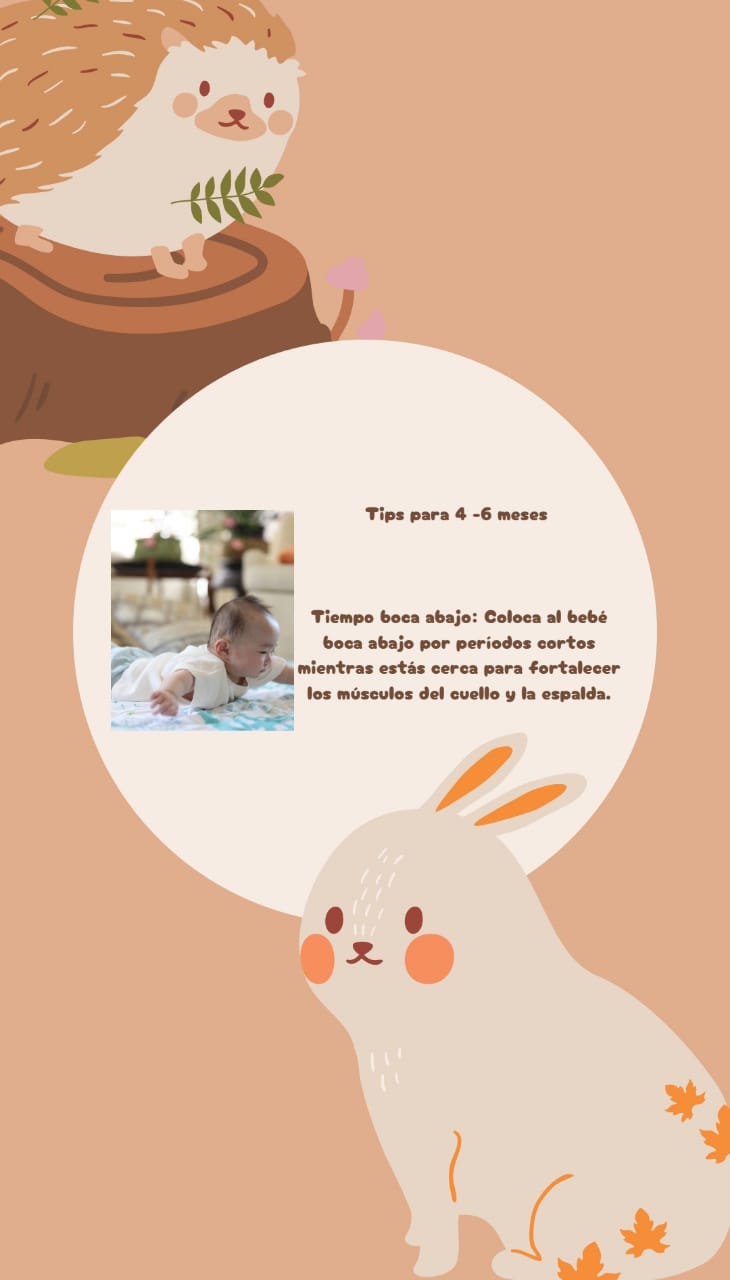 Tips para 4 -6 meses
Tiempo boca abajo: Coloca al bebé
boca abajo por períodos cortos
mientras estás cerca para fortalecer
los músculos del cuello y la espalda.